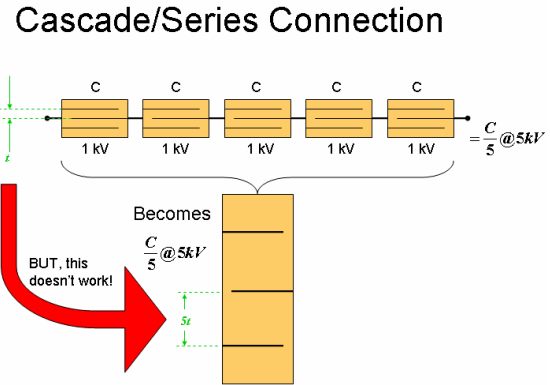 Cascade/Series Connection
C C C C C
t
1 kV 1 kV 1 kV 1 kV 1 kV
= C/5 @5kV
Becomes
C/5 @5kV
BUT, this
doesn't work!
5t